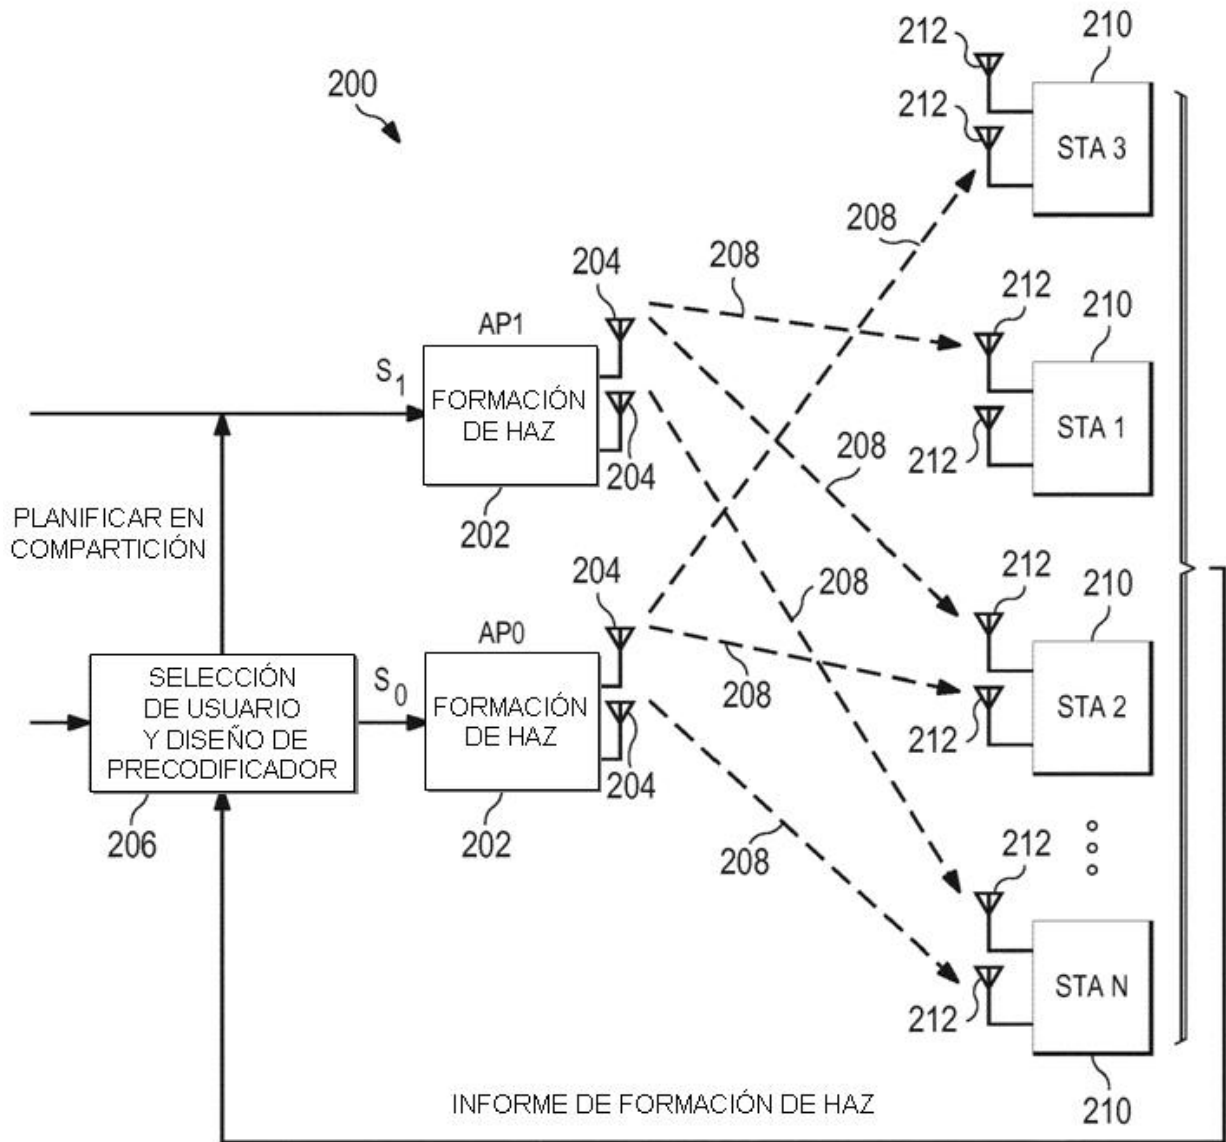 212
210
200
212
STA 3
208
204
208
212
210
AP1
S1
FORMACIÓN
DE HAZ
STA 1
208
212
204
PLANIFICAR EN
COMPARTICIÓN
202
204
212
210
208
AP0
208
SELECCIÓN
DE USUARIO
Y DISEÑO DE
PRECODIFICADOR
S0
FORMACIÓN
DE HAZ
STA 2
212
204
206
202
208
212
STA N
212
INFORME DE FORMACIÓN DE HAZ
210